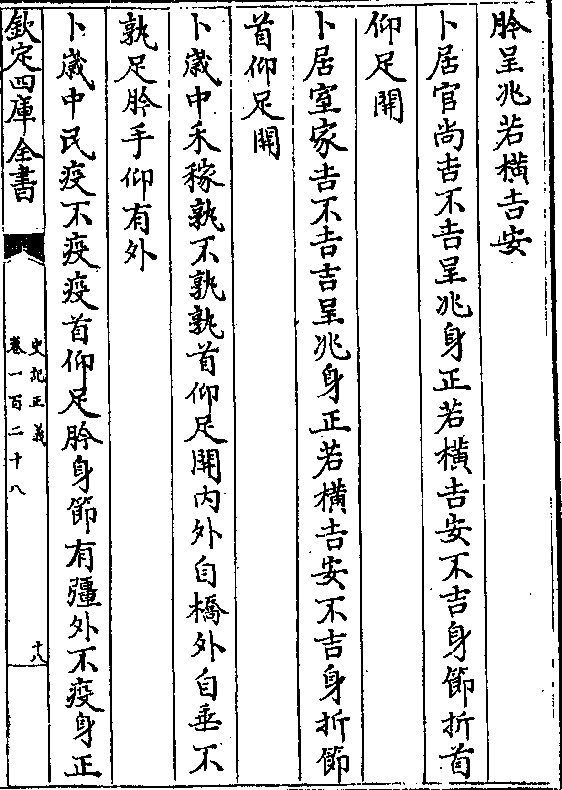 肣呈兆若橫吉安
卜居官尚吉不吉呈兆身正若橫吉安不吉身節折首
仰足開
卜居室家吉不吉吉呈兆身正若橫吉安不吉身折節
首仰足開
卜歲中禾稼孰不孰孰首仰足開内外自橋外自垂不
孰足肣手仰有外
卜歲中民疫不疫疫首仰足肣身節有彊外不疫身正
欽定四庫全書
史記正義
卷一百二十八
十八